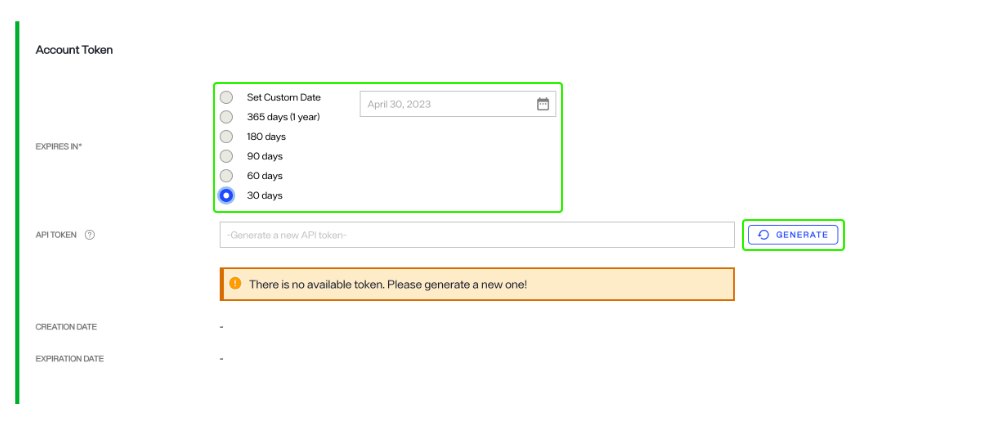 Account Token
Set Custom Date
April 30, 2023
365 days (1 year)
180 days
EXPIRES IN*
90 days
60 days
30 days
API TOKEN ?
-Generate a new API token-
GENERATE
! There is no available token. Please generate a new one!
CREATION DATE -
EXPIRATION DATE -